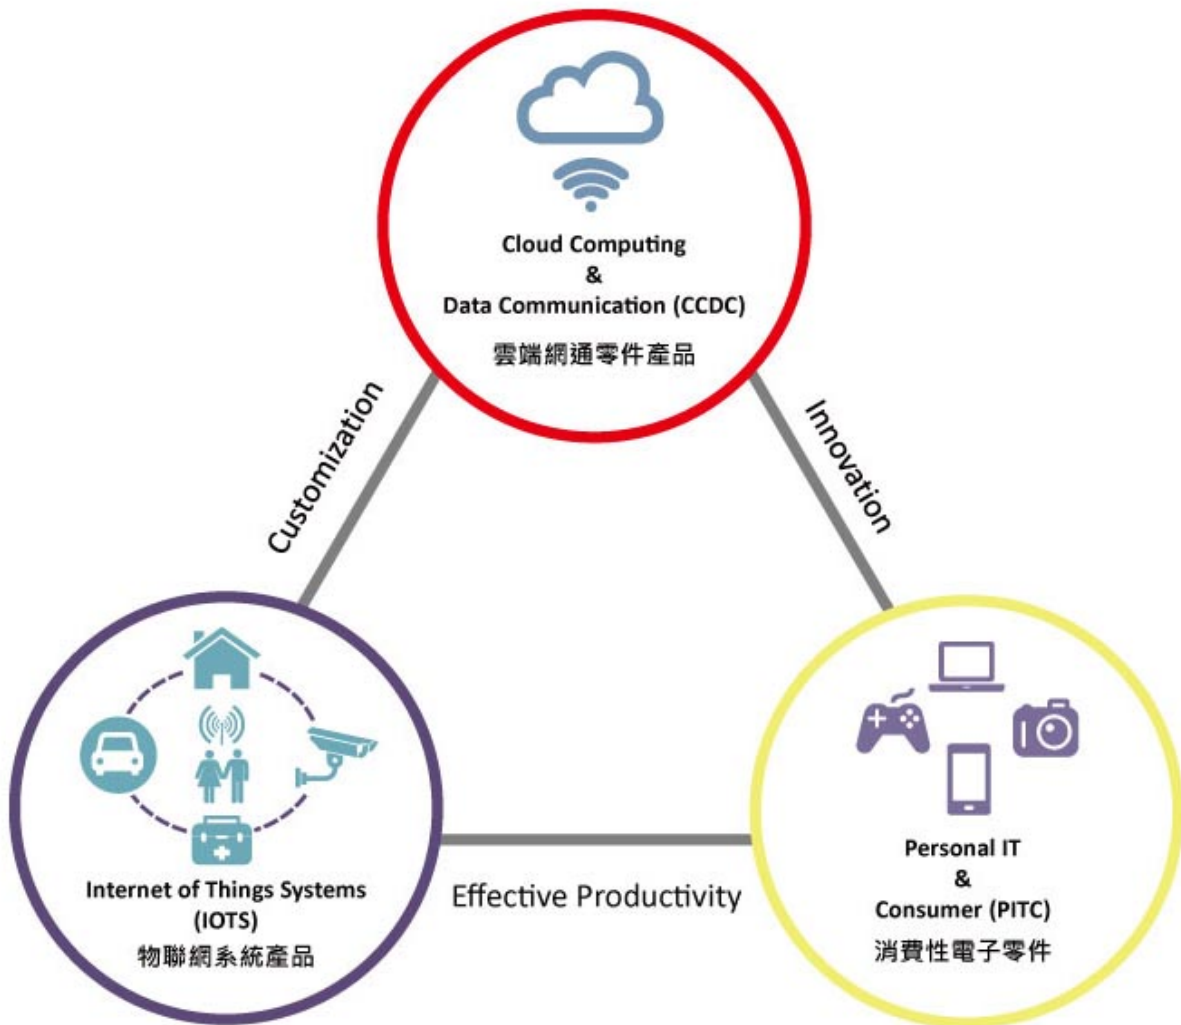 Cloud Computing
&
Data Communication (CCDC)
雲端網通零件產品
Customization
Innovation
Internet of Things Systems
(IOTS)
物聯網系統產品
Effective Productivity
Personal IT
&
Consumer (PITC)
消費性電子零件